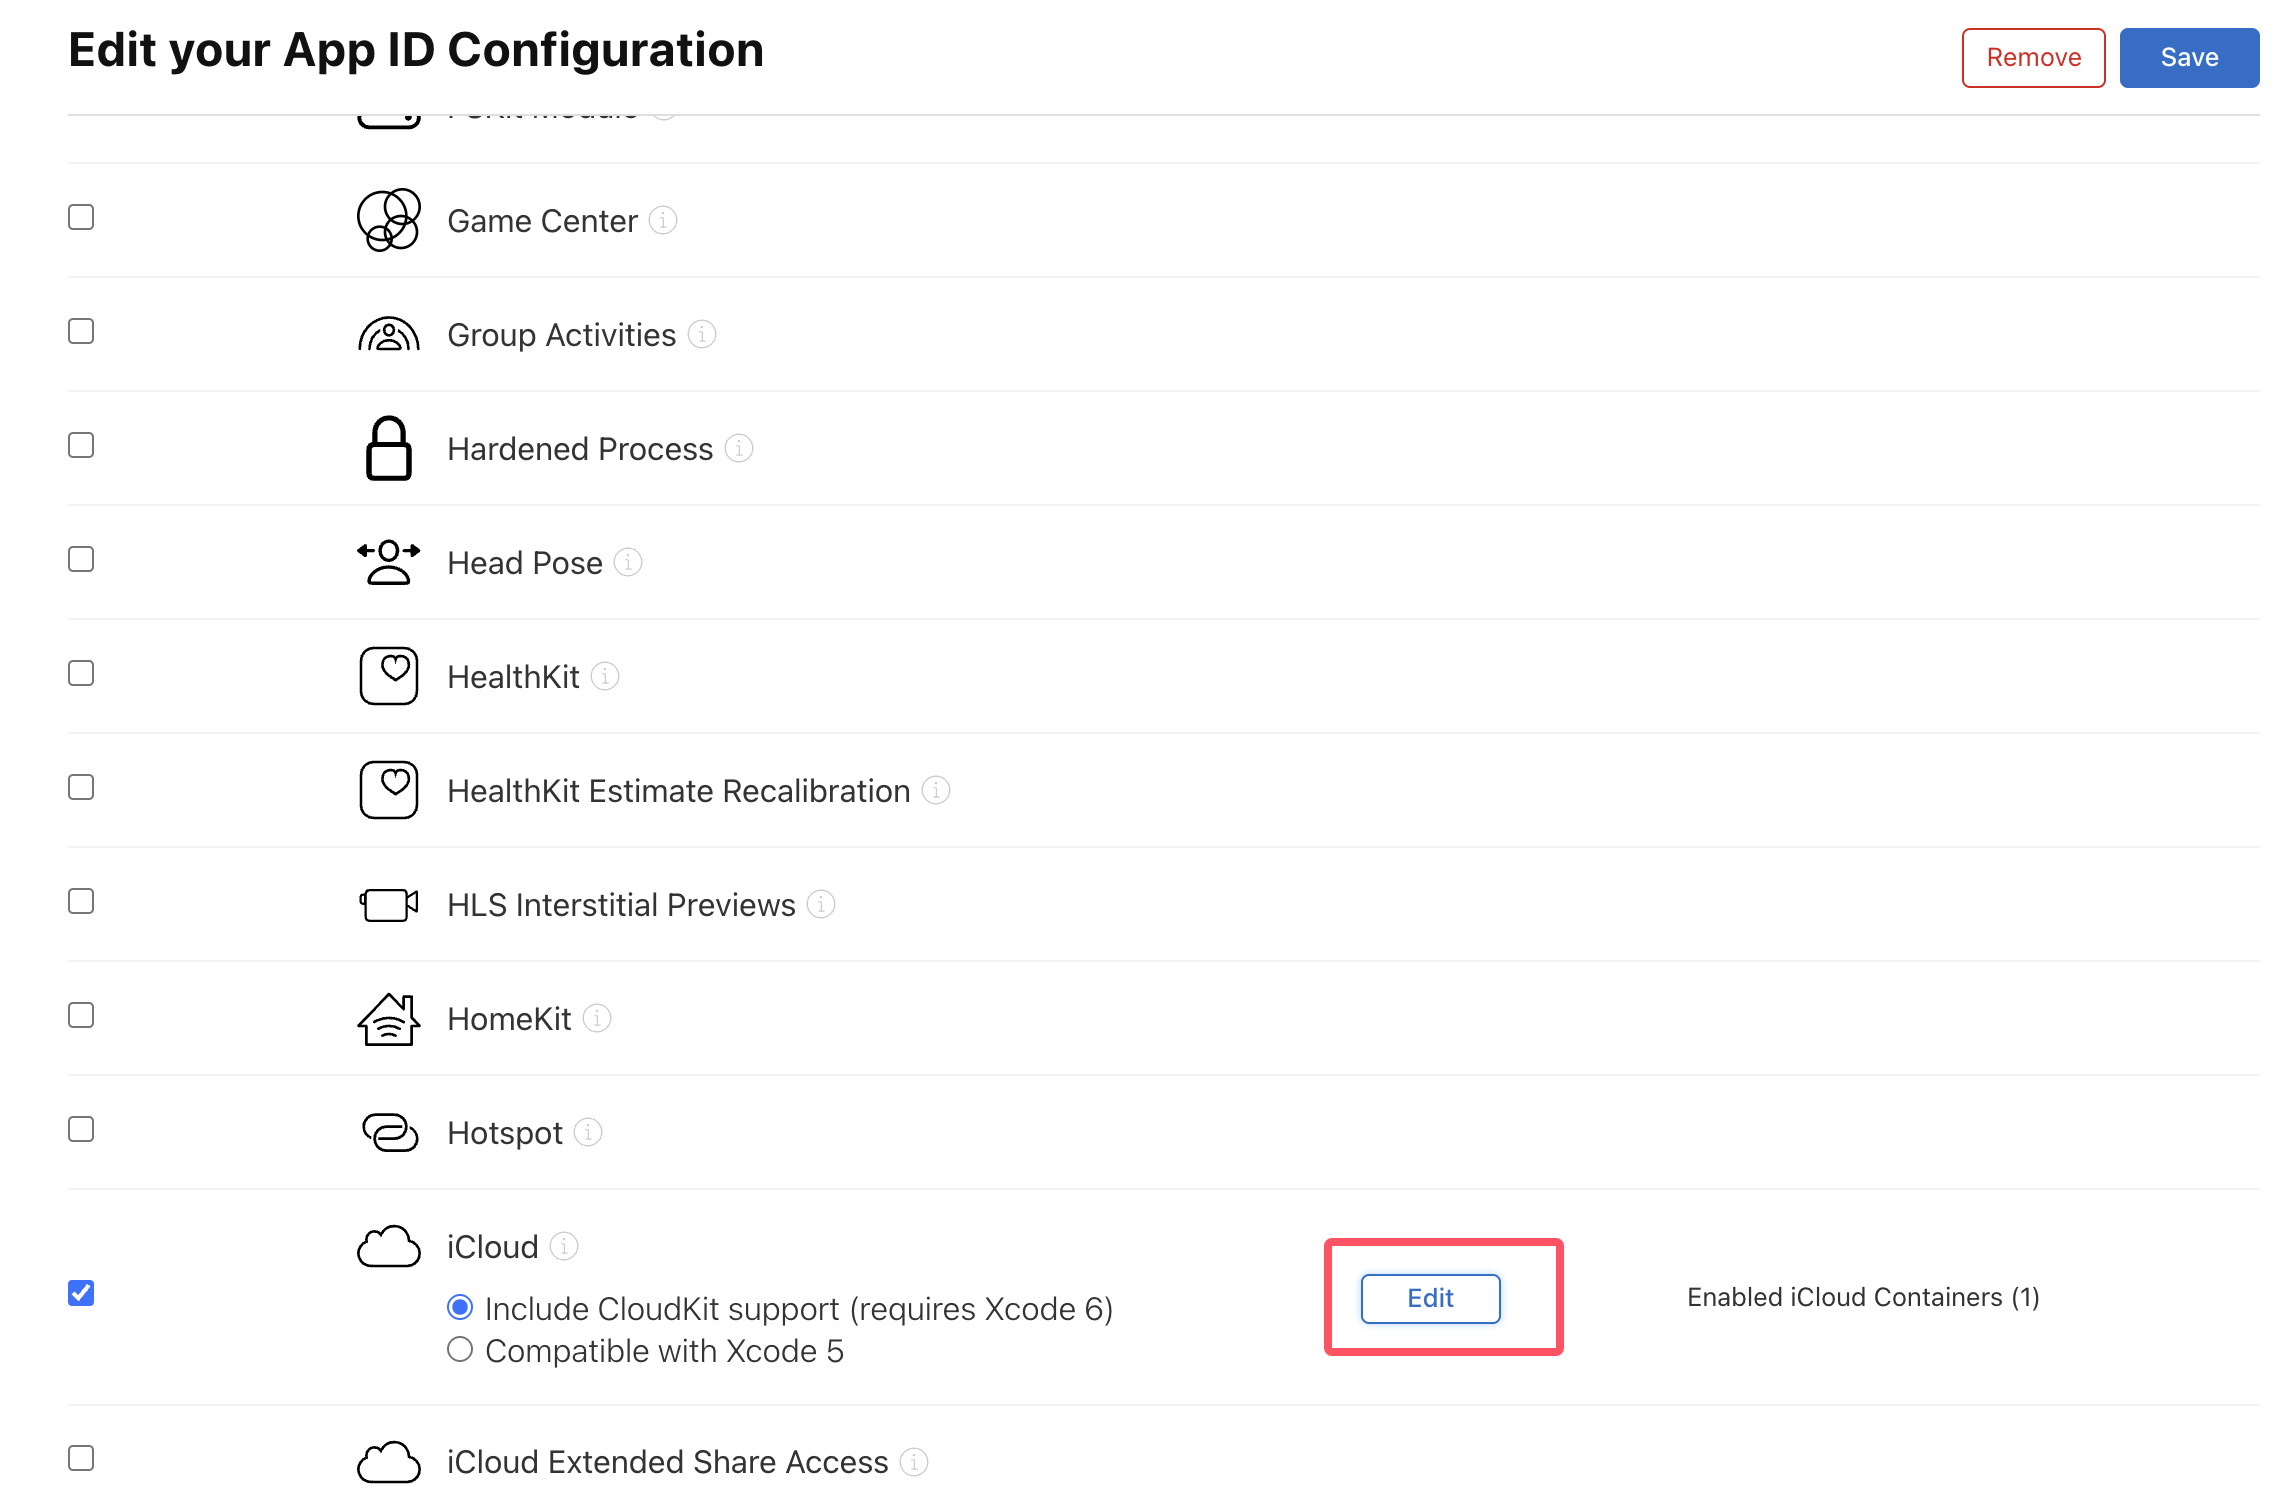 Edit your App ID Configuration
Remove
Save
Game Center
Group Activities
Hardened Process
Head Pose
HealthKit
HealthKit Estimate Recalibration
HLS Interstitial Previews
HomeKit
Hotspot
iCloud
Include CloudKit support (requires Xcode 6)
Compatible with Xcode 5
Edit
Enabled iCloud Containers (1)
iCloud Extended Share Access